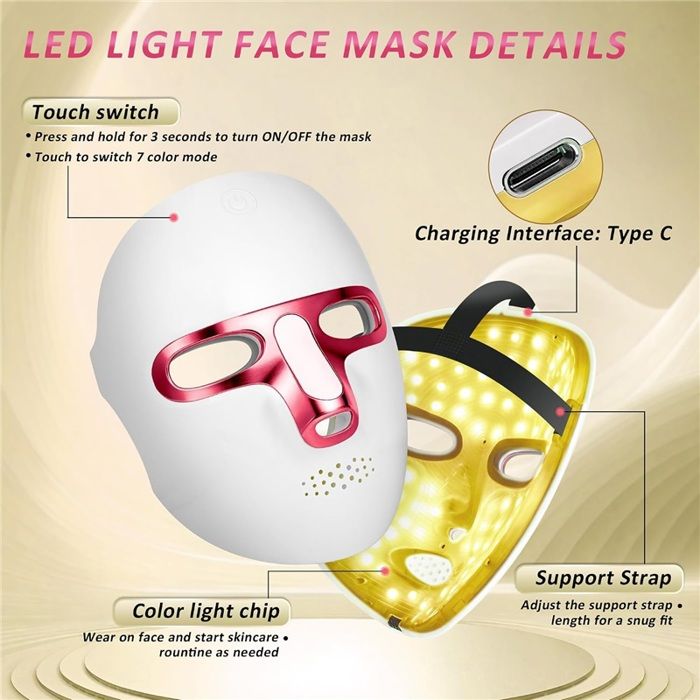 LED LIGHT FACE MASK DETAILS
Touch switch
• Press and hold for 3 seconds to turn ON/OFF the mask
• Touch to switch 7 color mode
Charging Interface: Type C
Support Strap
Adjust the support strap •
length for a snug fit
Color light chip
Wear on face and start skincare •
rountine as needed